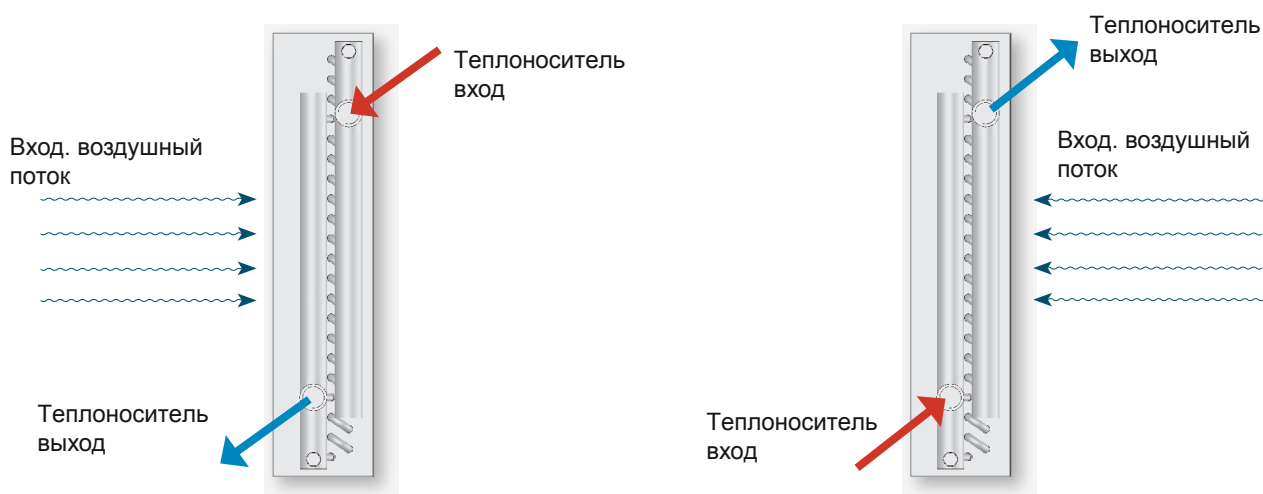 Теплоноситель
вход
Вход. воздушный
поток
Теплоноситель
выход
Теплоноситель
выход
Вход. воздушный
поток
Теплоноситель
вход